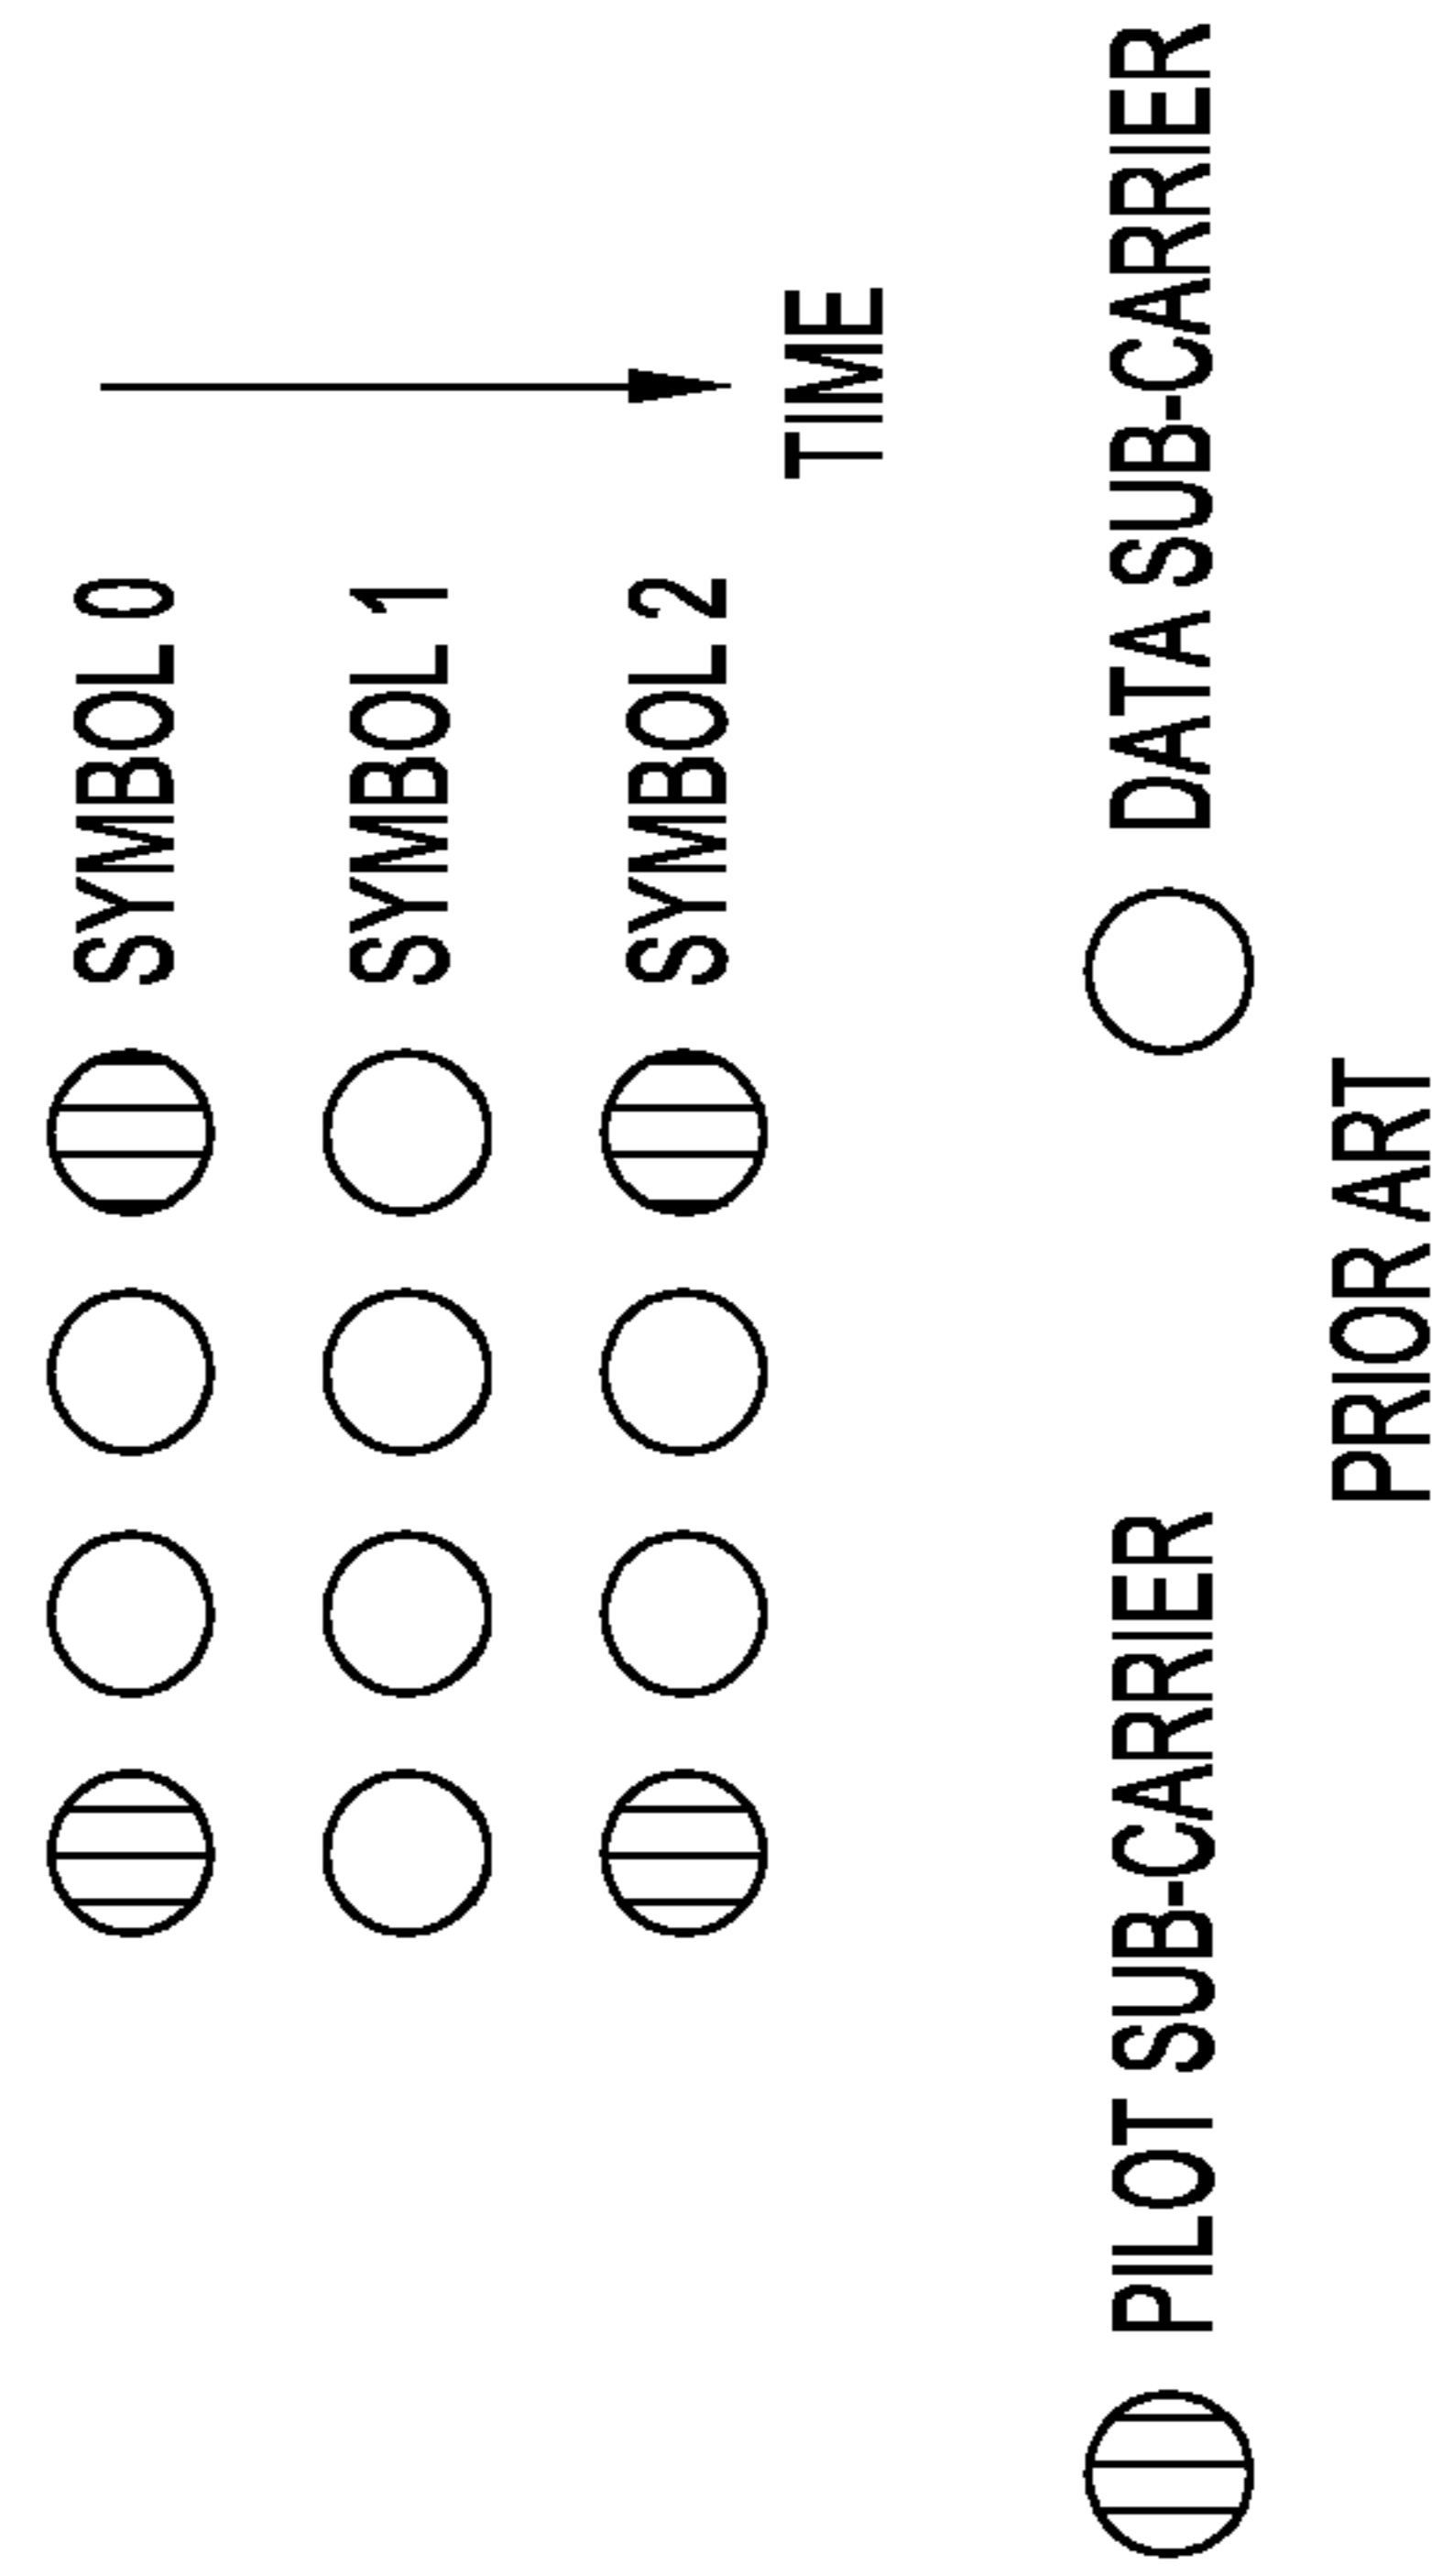 SYMBOL 0
SYMBOL 1
SYMBOL 2
TIME
PILOT SUB-CARRIER
DATA SUB-CARRIER
PRIOR ART